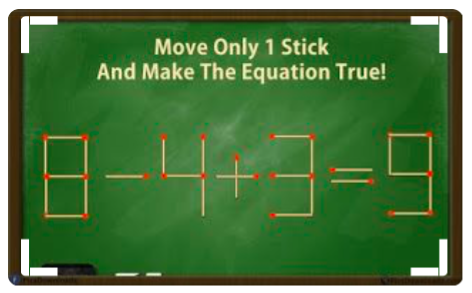 Move Only 1 Stick
And Make The Equation True!
8-4+3=9